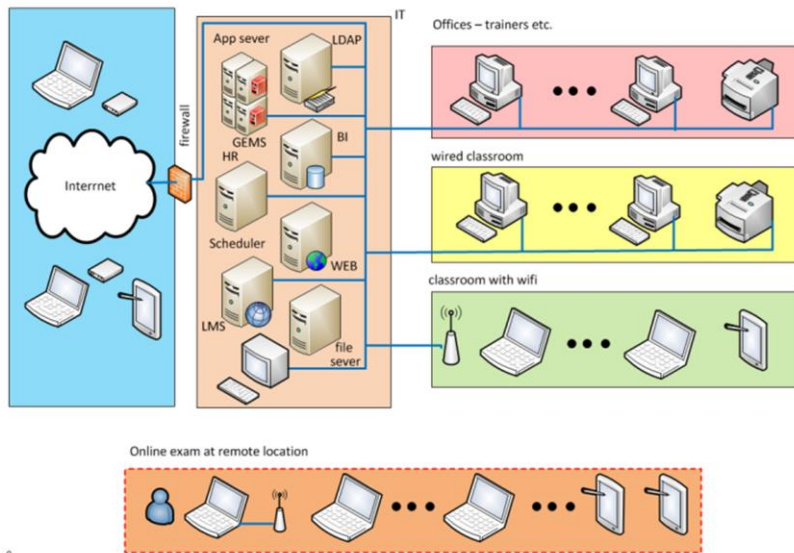 IT
App sever
LDAP
Offices – trainers etc.
firewall
GEMS
HR
BI
wired classroom
Interrnet
Scheduler
WEB
classroom with wifi
LMS
file
sever
Online exam at remote location